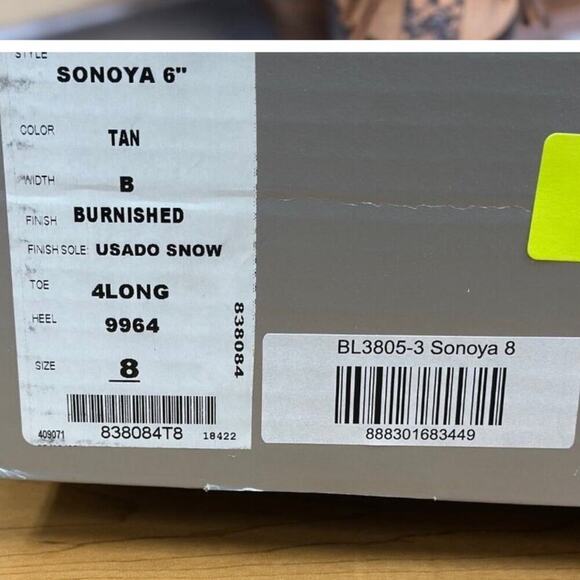 STYLE
SONOYA 6"
COLOR TAN
WIDTH B
FINISH BURNISHED
FINISH SOLE: USADO SNOW
TOE 4LONG
HEEL 9964
SIZE 8
838084
409071 838084T8 18422
BL3805-3 Sonoya 8
888301683449